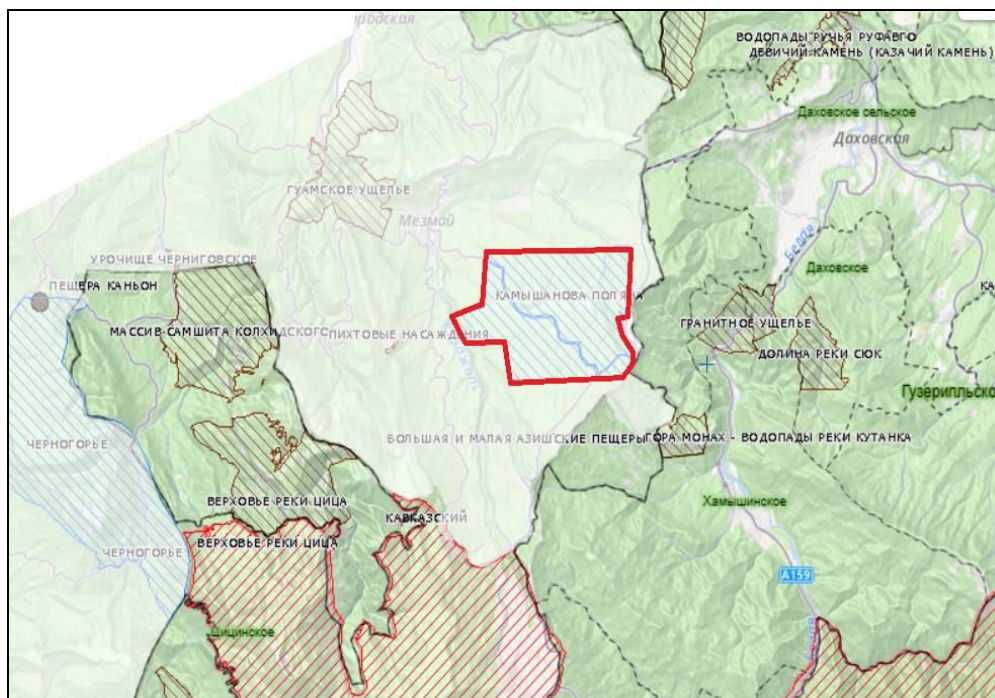 ородская
ВОДОПАДЫ РУЧЬЯ РУФАБГО
ДЕВИЧИЙ КАМЕНЬ (КАЗАЧИЙ КАМЕНЬ)
Даховское сельское
Даховская
ГУАМСКОЕ УЩЕЛЬЕ
Мезмай
Белая
УРОЧИЩЕ ЧЕРНИГОВСКОЕ
Даховское
ПЕЩЕРА КАНЬОН
КА
КАМЫШАНОВА ПОЛЯНА
МАССИВ САМШИТА КОЛХИДСКОГО
ПИХТОВЫЕ НАСАЖДЕНИЯ
ГРАНИТНОЕ УЩЕЛЬЕ
ДОЛИНА РЕКИ СЮК
Гузерипльско
ЧЕРНОГОРЬЕ
БОЛЬШАЯ И МАЛАЯ АЗИШСКИЕ ПЕЩЕРЫ
ГОРА МОНАХ - ВОДОПАДЫ РЕКИ КУТАНКА
ВЕРХОВЬЕ РЕКИ ЦИЦА
Хамышинское
КАВКАЗСКИЙ
ВЕРХОВЬЕ РЕКИ ЦИЦА
ЧЕРНОГОРЬЕ
А159
Цицинское